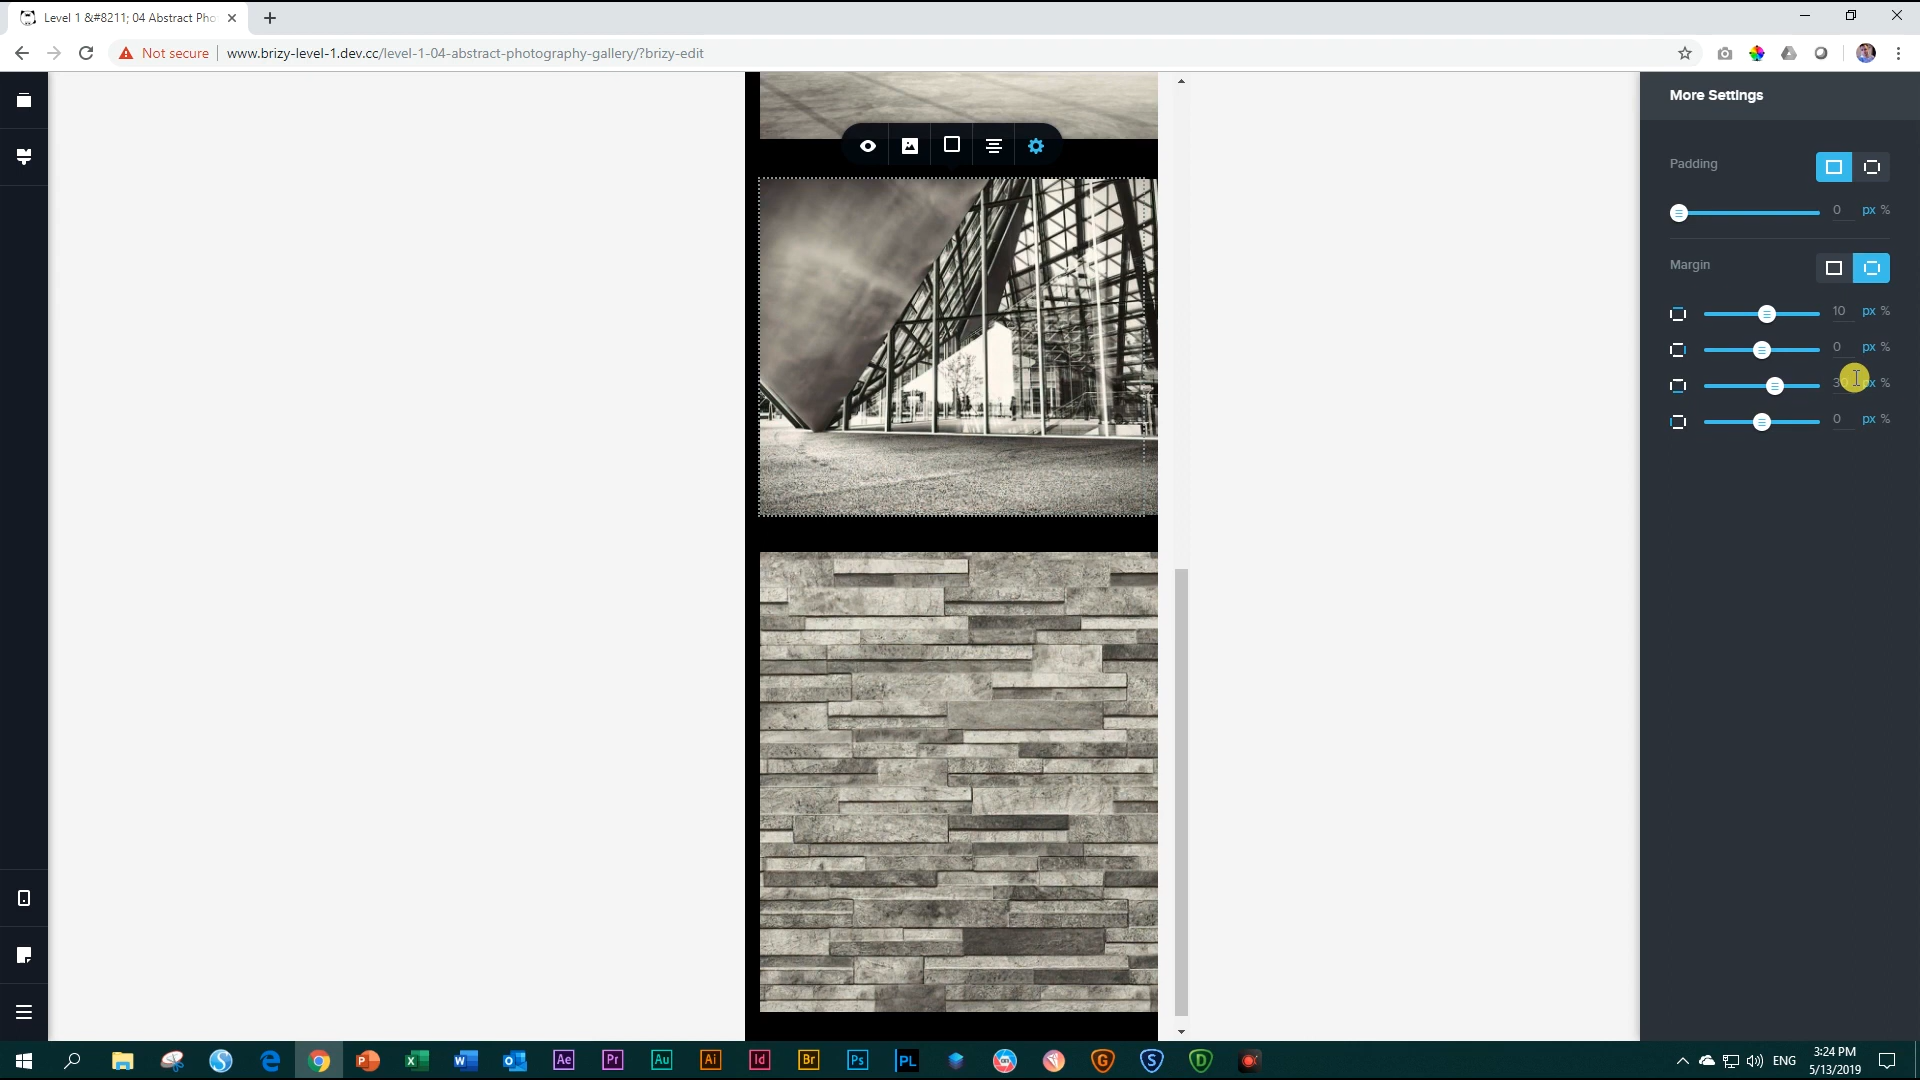 Level 1 &#8211; 04 Abstract Pho
Not secure
www.brizy-level-1.dev.cc/level-1-04-abstract-photography-gallery/?brizy-edit
More Settings
Padding
0 px %
Margin
10 px %
0 px %
30 px %
0 px %
Ae Pr Au Ai Id Br Ps PL G S D
ENG
3:24 PM
5/13/2019